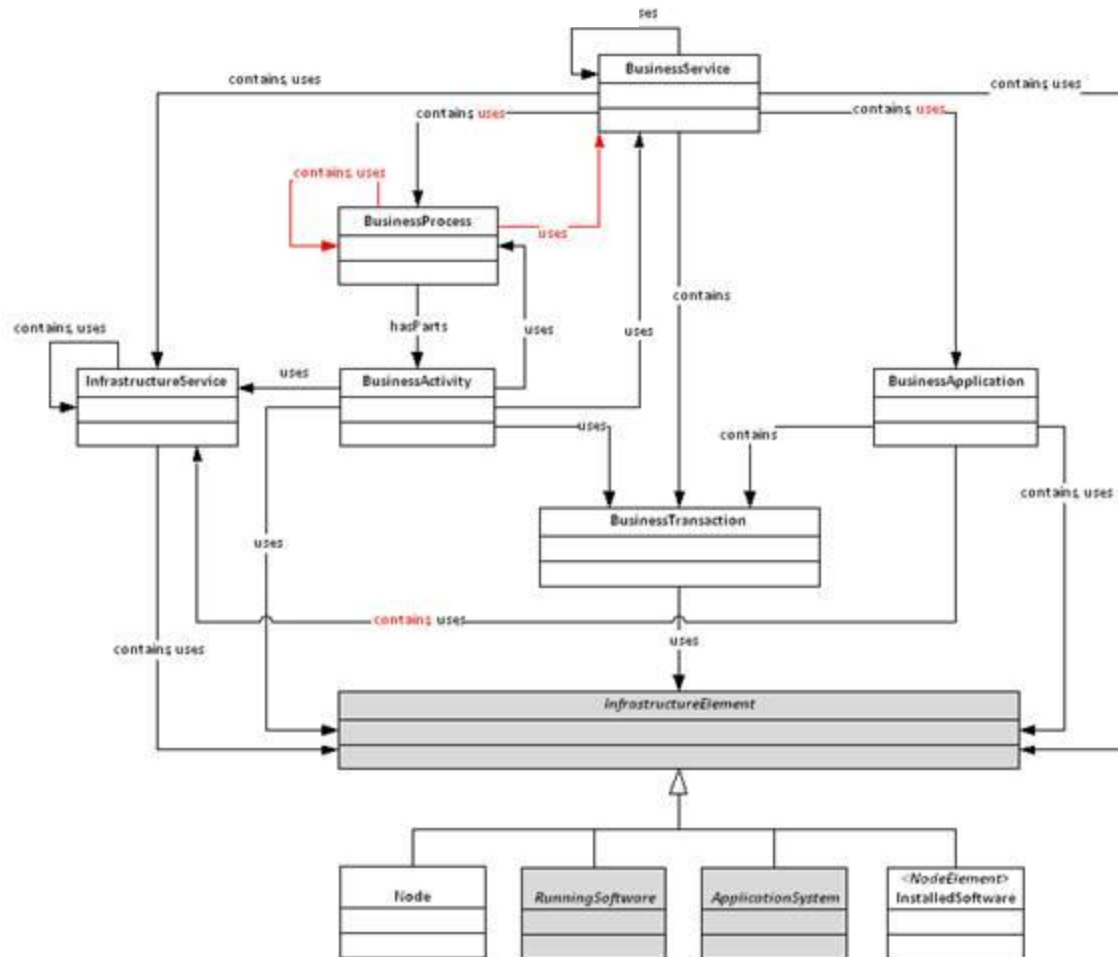 ses
BusinessService
contains, uses
contains, uses
contains, uses
contains, uses
contains, uses
BusinessProcess
uses
contains
hasParts
uses
uses
contains, uses
InfrastructureService
uses
BusinessActivity
BusinessApplication
uses
contains
contains, uses
BusinessTransaction
uses
contains, uses
contains, uses
uses
InfrastructureElement
Node
RunningSoftware
ApplicationSystem
<NodeElement>
InstalledSoftware